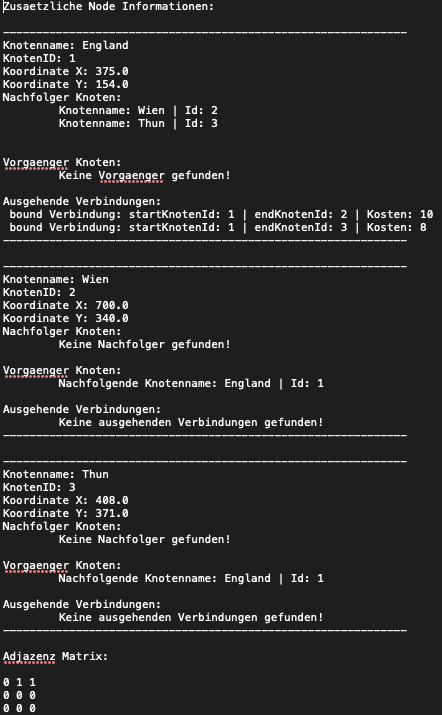 Zusaetzliche Node Informationen:
-------------------------------------------------------------
Knotenname: England
KnotenID: 1
Koordinate X: 375.0
Koordinate Y: 154.0
Nachfolger Knoten:
Knotenname: Wien | Id: 2
Knotenname: Thun | Id: 3
Vorgaenger Knoten:
Keine Vorgaenger gefunden!
Ausgehende Verbindungen:
bound Verbindung: startKnotenId: 1 | endKnotenId: 2 | Kosten: 10
bound Verbindung: startKnotenId: 1 | endKnotenId: 3 | Kosten: 8
-------------------------------------------------------------
-------------------------------------------------------------
Knotenname: Wien
KnotenID: 2
Koordinate X: 700.0
Koordinate Y: 340.0
Nachfolger Knoten:
Keine Nachfolger gefunden!
Vorgaenger Knoten:
Nachfolgende Knotenname: England | Id: 1
Ausgehende Verbindungen:
Keine ausgehenden Verbindungen gefunden!
-------------------------------------------------------------
-------------------------------------------------------------
Knotenname: Thun
KnotenID: 3
Koordinate X: 408.0
Koordinate Y: 371.0
Nachfolger Knoten:
Keine Nachfolger gefunden!
Vorgaenger Knoten:
Nachfolgende Knotenname: England | Id: 1
Ausgehende Verbindungen:
Keine ausgehenden Verbindungen gefunden!
-------------------------------------------------------------
Adjazenz Matrix:
0 1 1
0 0 0
0 0 0